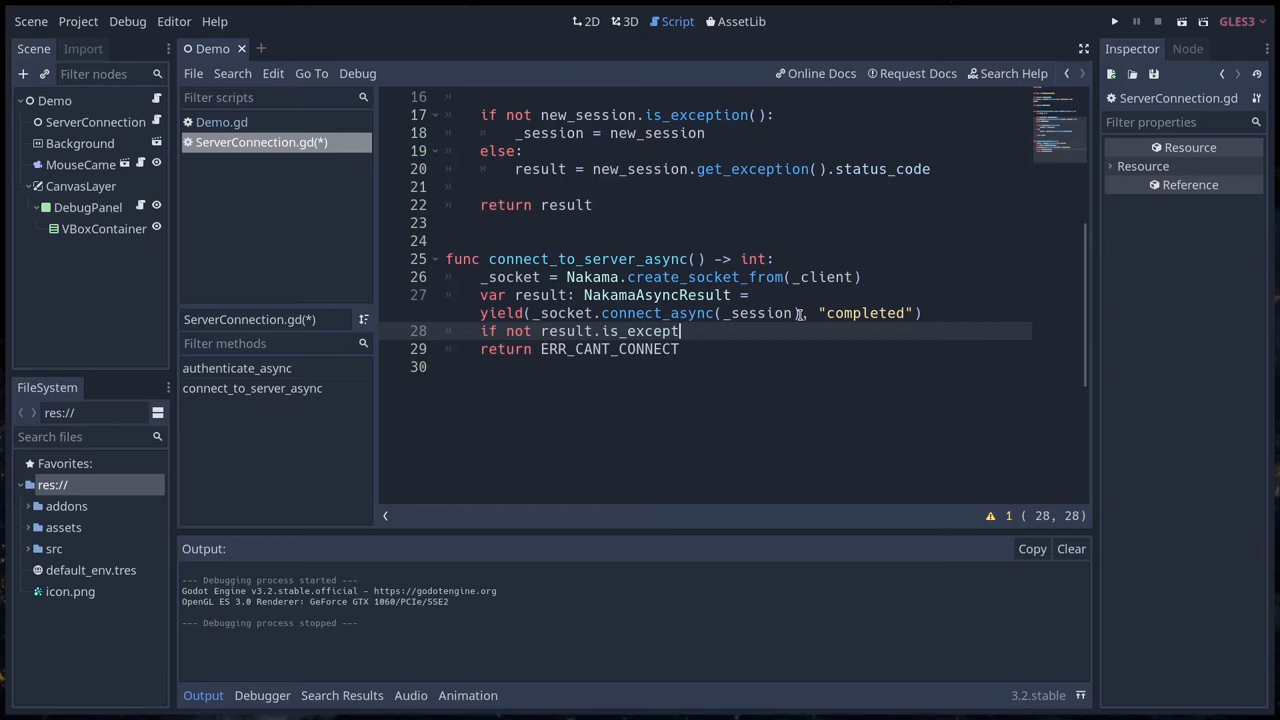 Scene Project Debug Editor Help
2D 3D Script AssetLib
GLES3
Scene Import
Filter nodes
Demo
ServerConnection
Background
MouseCame
CanvasLayer
DebugPanel
VBoxContainer
FileSystem
res://
Search files
Favorites:
res://
addons
assets
src
default_env.tres
icon.png
Demo
File Search Edit Go To Debug
Online Docs Request Docs Search Help
Filter scripts
Demo.gd
ServerConnection.gd(*)
ServerConnection.gd(*)
Filter methods
authenticate_async
connect_to_server_async
16
17 if not new_session.is_exception():
18 _session = new_session
19 else:
20 result = new_session.get_exception().status_code
21
22 return result
23
24
25 func connect_to_server_async() -> int:
26 _socket = Nakama.create_socket_from(_client)
27 var result: NakamaAsyncResult =
yield(_socket.connect_async(_session), "completed")
28 if not result.is_except
29 return ERR_CANT_CONNECT
30
1 ( 28, 28)
Output:
Copy Clear
--- Debugging process started ---
Godot Engine v3.2.stable.official - https://godotengine.org
OpenGL ES 3.0 Renderer: GeForce GTX 1060/PCIe/SSE2
--- Debugging process stopped ---
Output Debugger Search Results Audio Animation
3.2.stable
Inspector Node
ServerConnection.gd
Filter properties
Resource
Resource
Reference